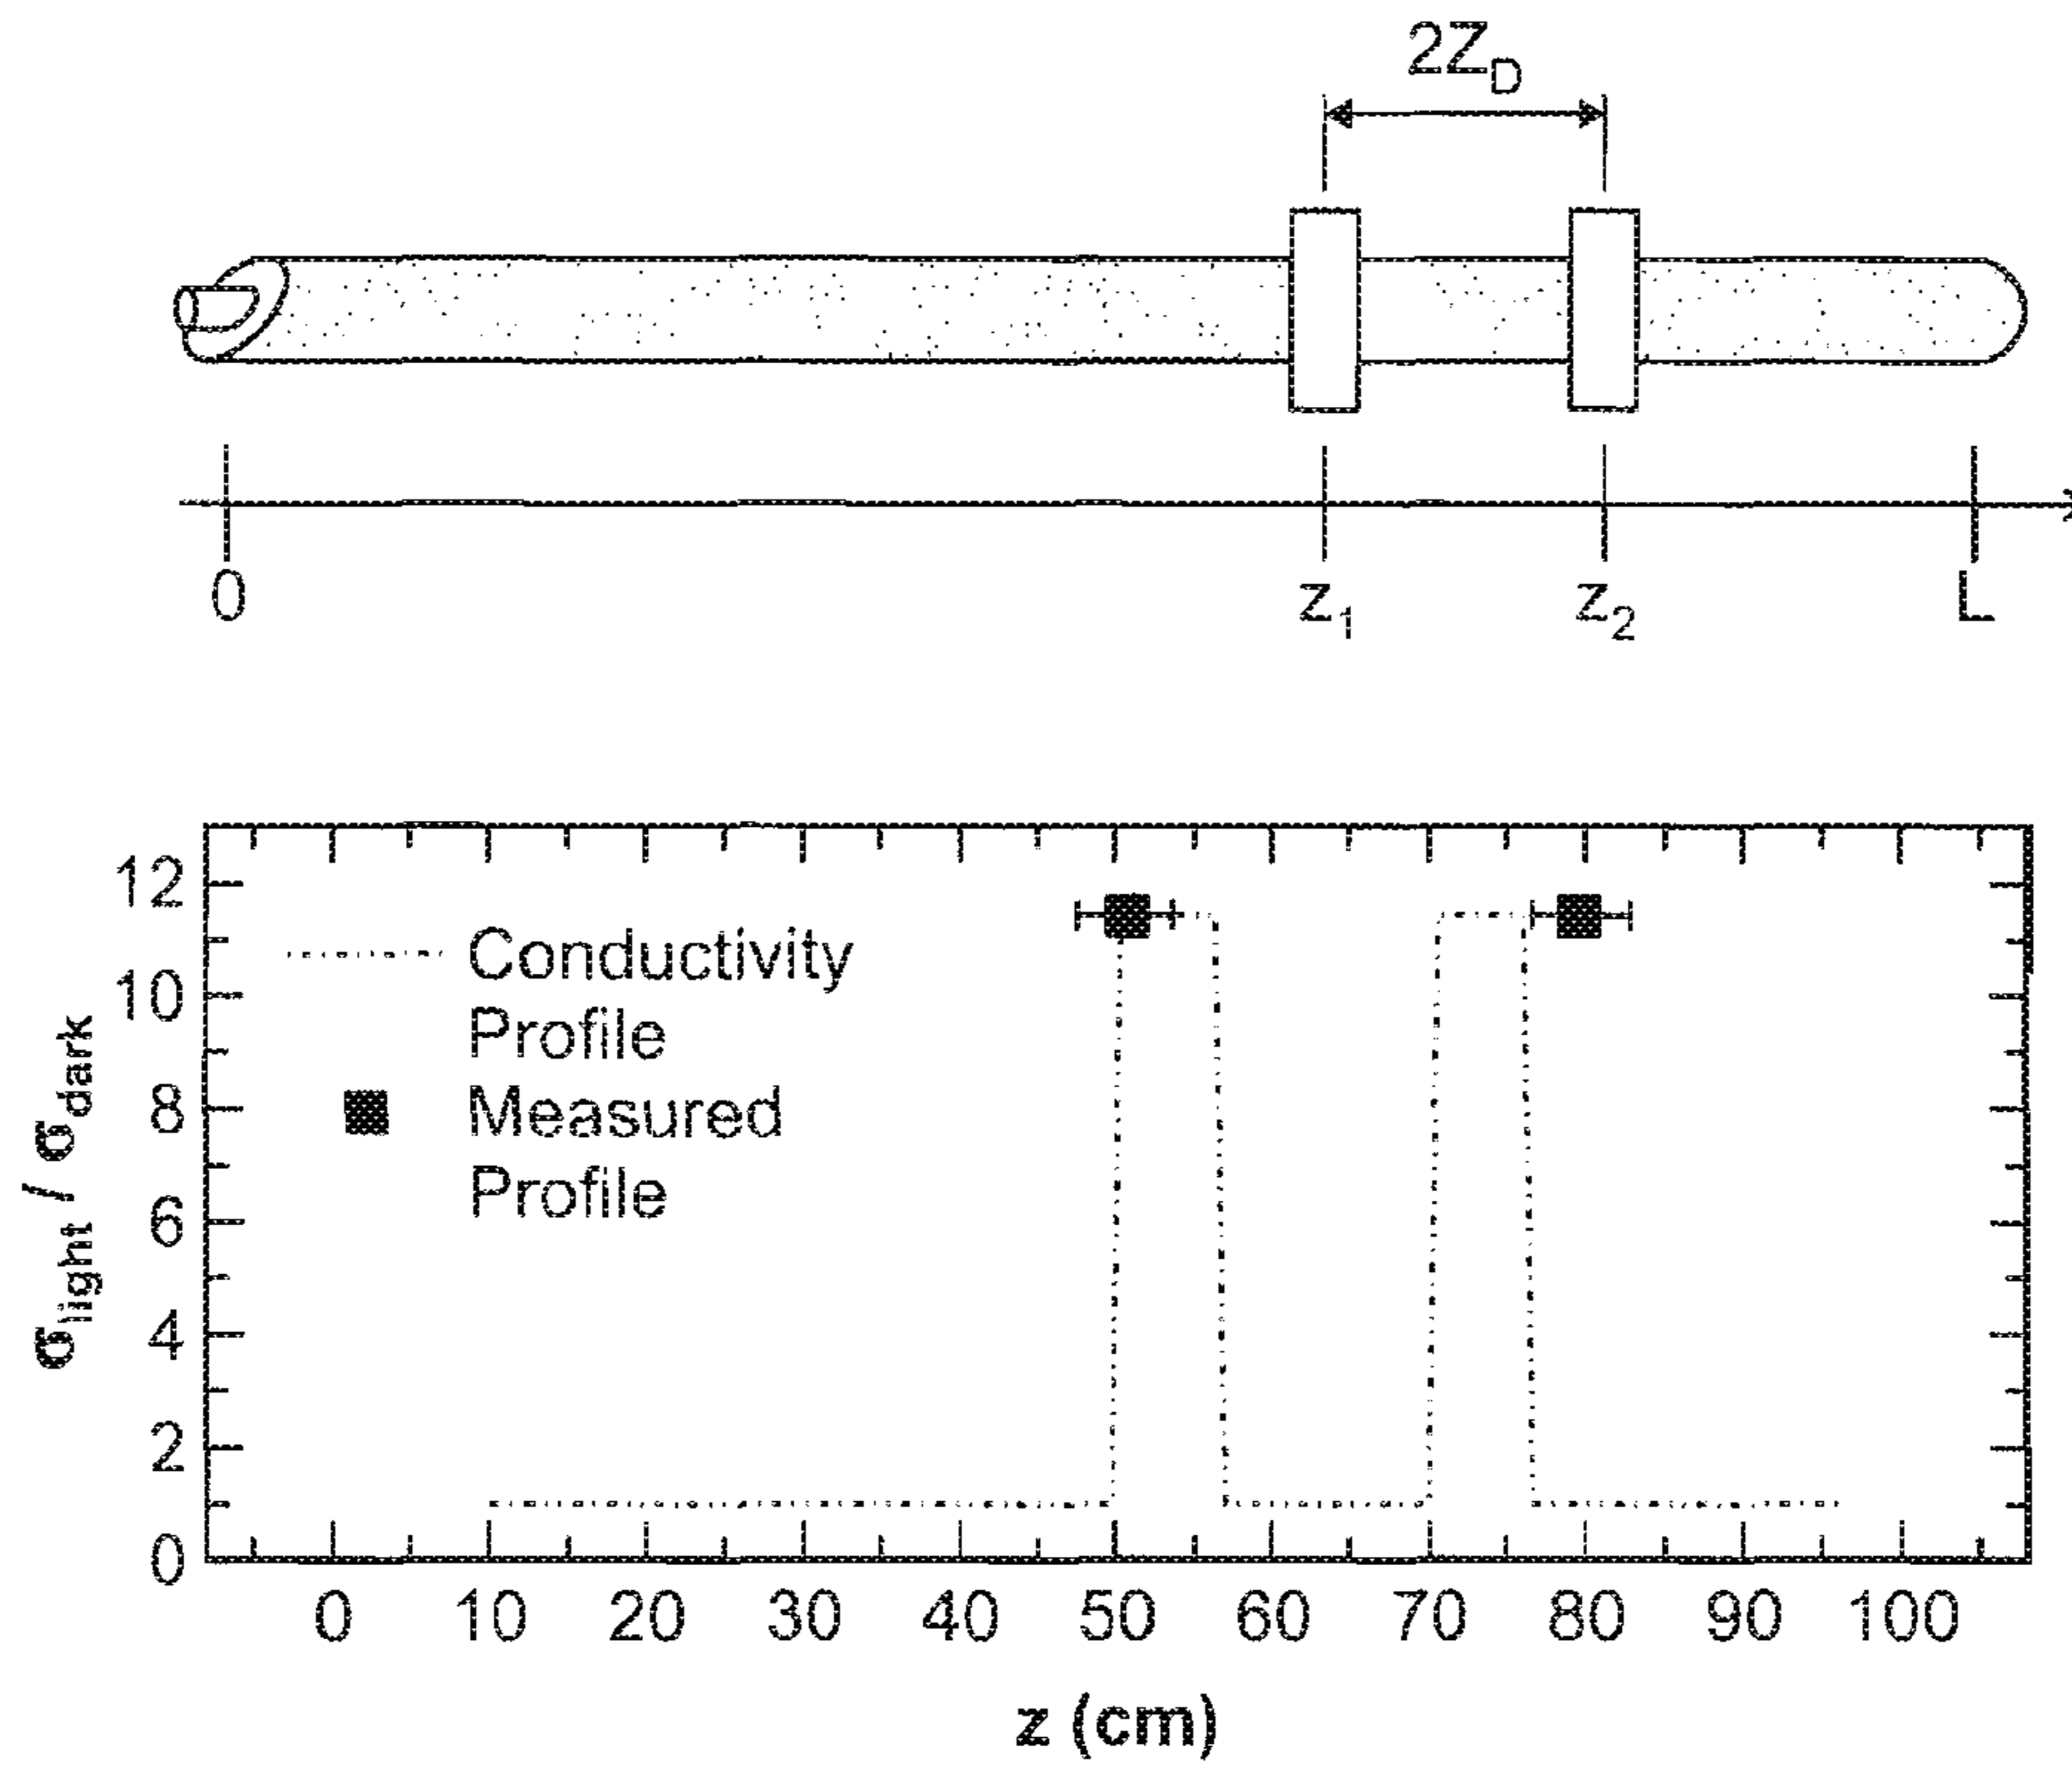 2Z_D
0 z_1 z_2 L
12
10
8
6
4
2
0
σ_light / σ_dark
Conductivity
Profile
Measured
Profile
0 10 20 30 40 50 60 70 80 90 100
z (cm)